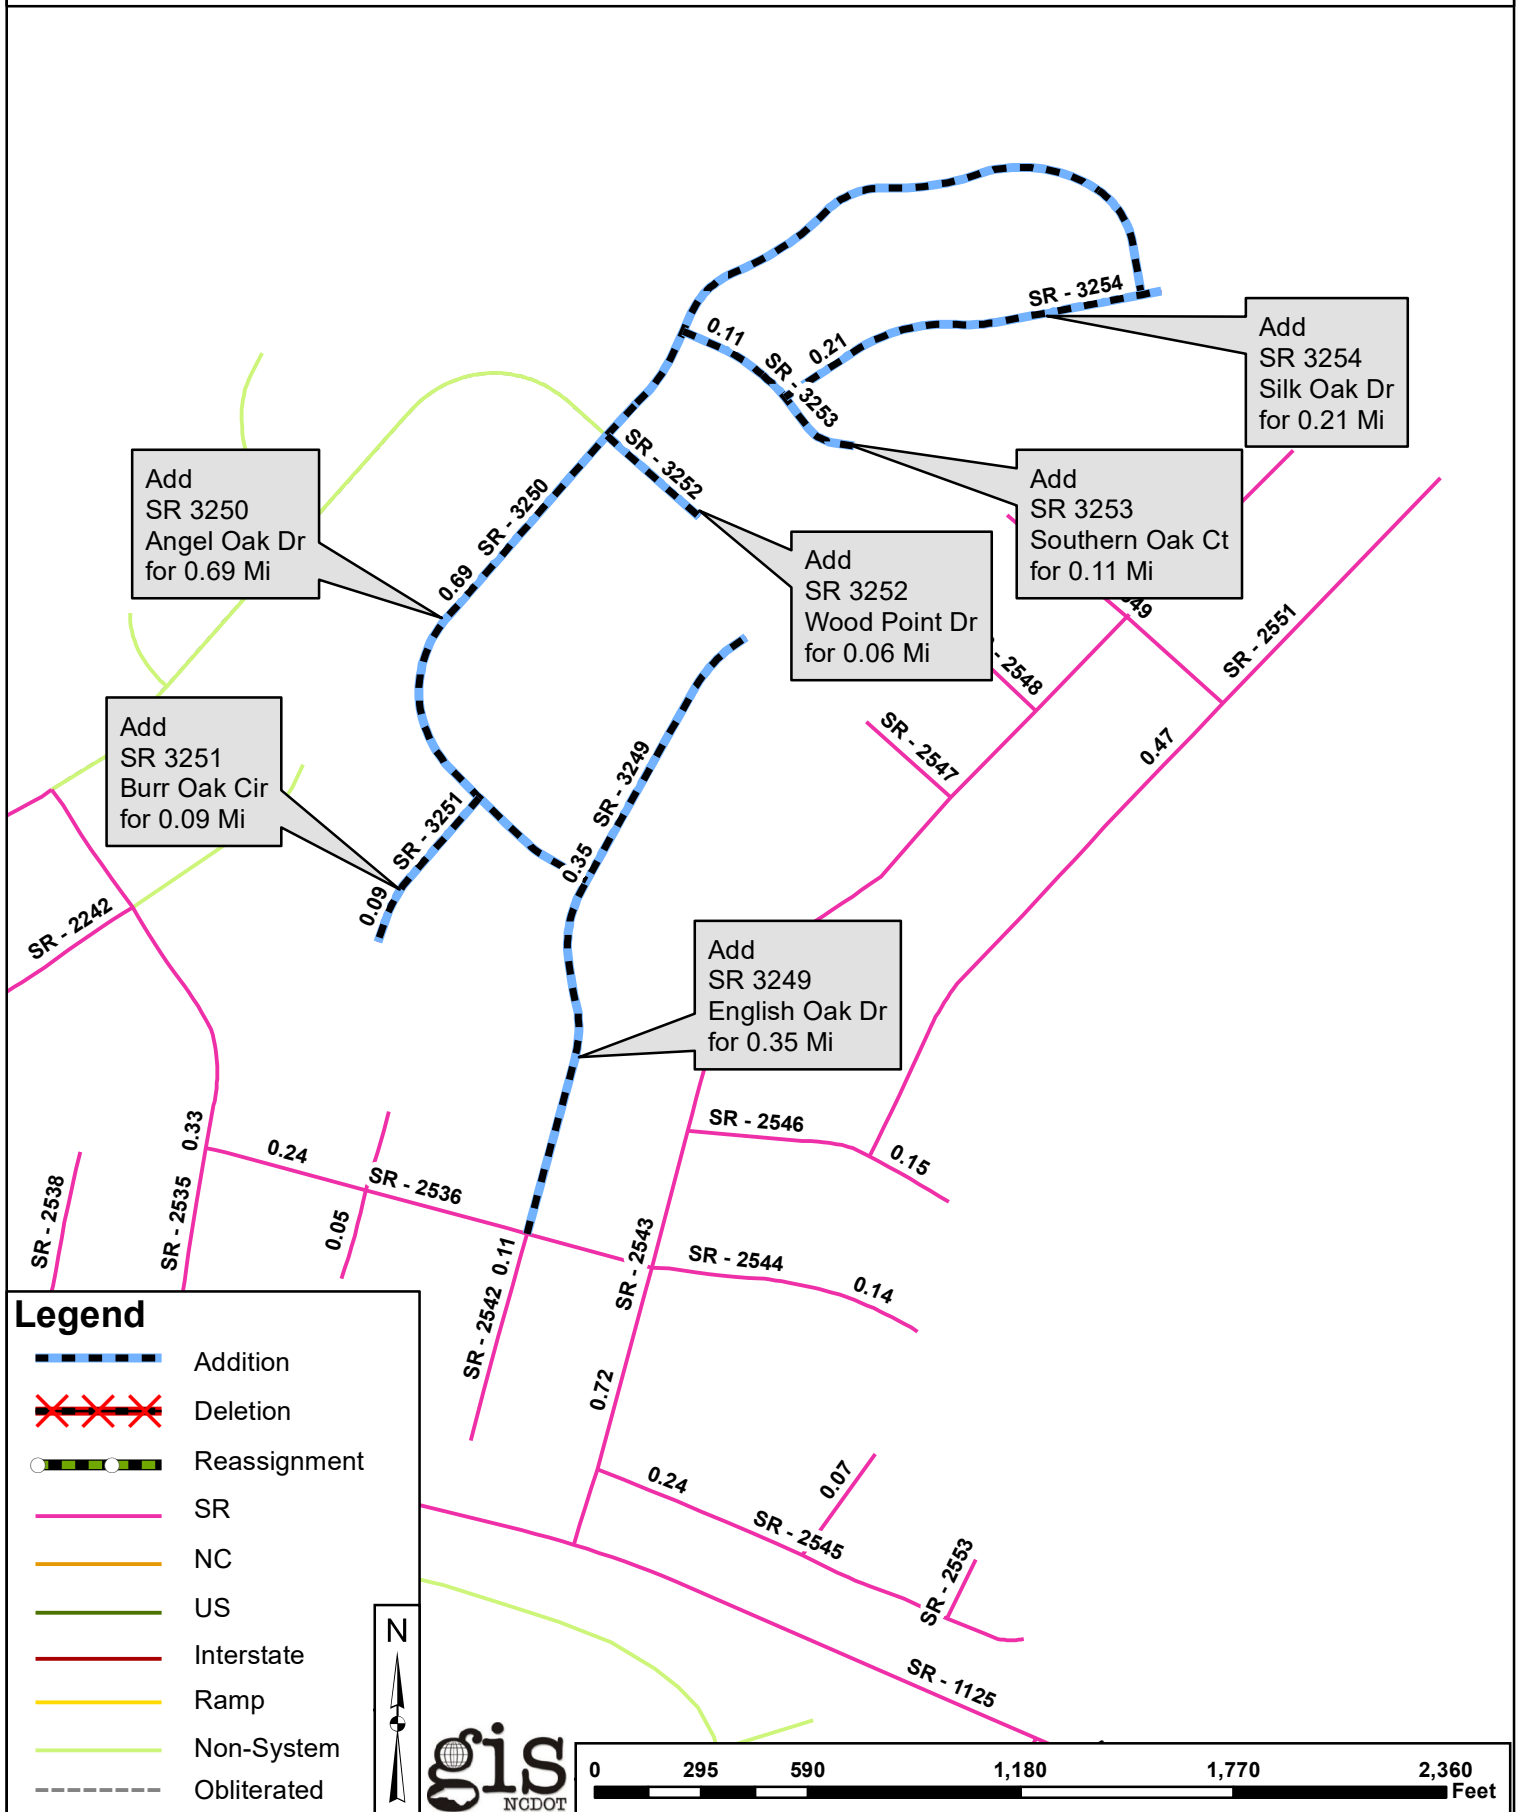 SR - 3254
0.11
0.21
SR - 3253
Add
SR 3254
Silk Oak Dr
for 0.21 Mi
SR - 3252
Add
SR 3250
Angel Oak Dr
for 0.69 Mi
SR - 3250
0.69
Add
SR 3253
Southern Oak Ct
for 0.11 Mi
Add
SR 3252
Wood Point Dr
for 0.06 Mi
49
- 2548
SR - 2551
SR - 2547
0.47
Add
SR 3251
Burr Oak Cir
for 0.09 Mi
SR - 3249
SR - 3251
0.35
0.09
SR - 2242
Add
SR 3249
English Oak Dr
for 0.35 Mi
0.33
0.24
SR - 2536
SR - 2546
0.15
SR - 2538
SR - 2535
0.05
0.11
SR - 2543
SR - 2544
0.14
SR - 2542
0.72
0.24
0.07
SR - 2545
SR - 2553
SR - 1125
Legend
Addition
Deletion
Reassignment
SR
NC
US
Interstate
Ramp
Non-System
Obliterated
N
gis
NCDOT
0 295 590 1,180 1,770 2,360
Feet